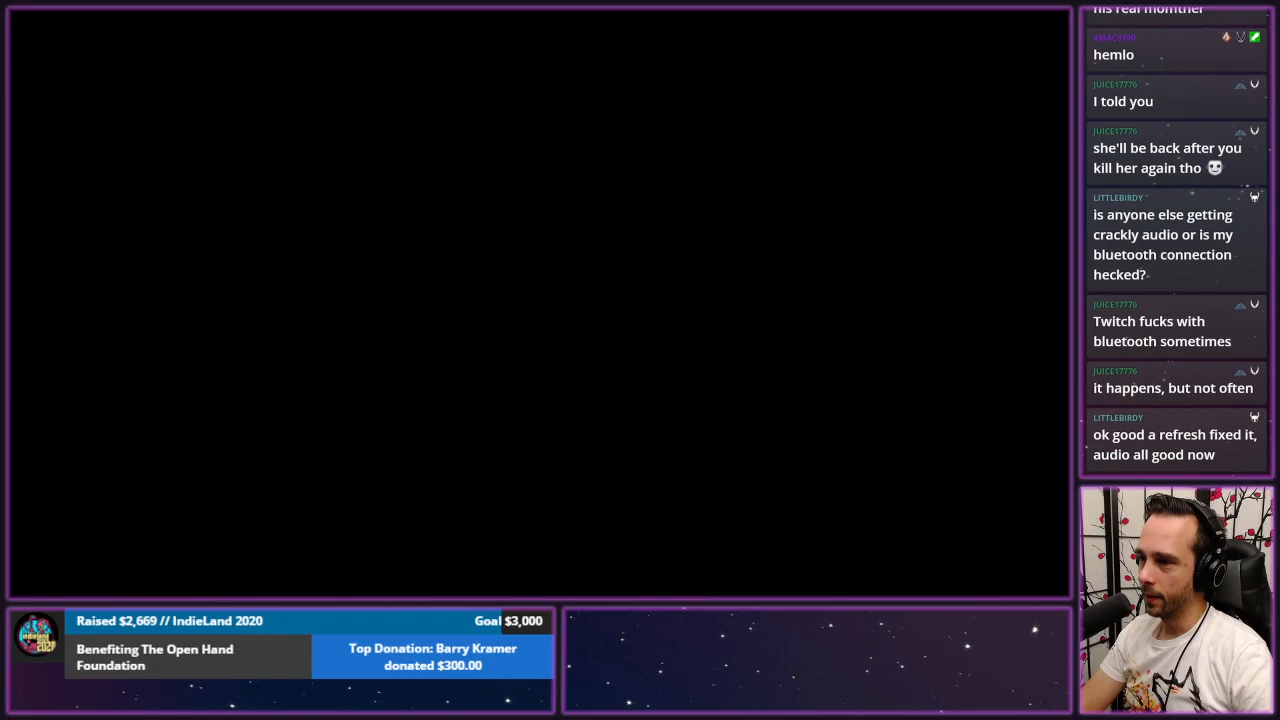 his real momther
KMAC8190
hemlo
JUICE17776
I told you
JUICE17776
she'll be back after you
kill her again tho
LITTLEBIRDY
is anyone else getting
crackly audio or is my
bluetooth connection
hecked?
JUICE17776
Twitch fucks with
bluetooth sometimes
JUICE17776
it happens, but not often
LITTLEBIRDY
ok good a refresh fixed it,
audio all good now
indieland
2020
Raised $2,669 // IndieLand 2020
Goal $3,000
Benefiting The Open Hand
Foundation
Top Donation: Barry Kramer
donated $300.00